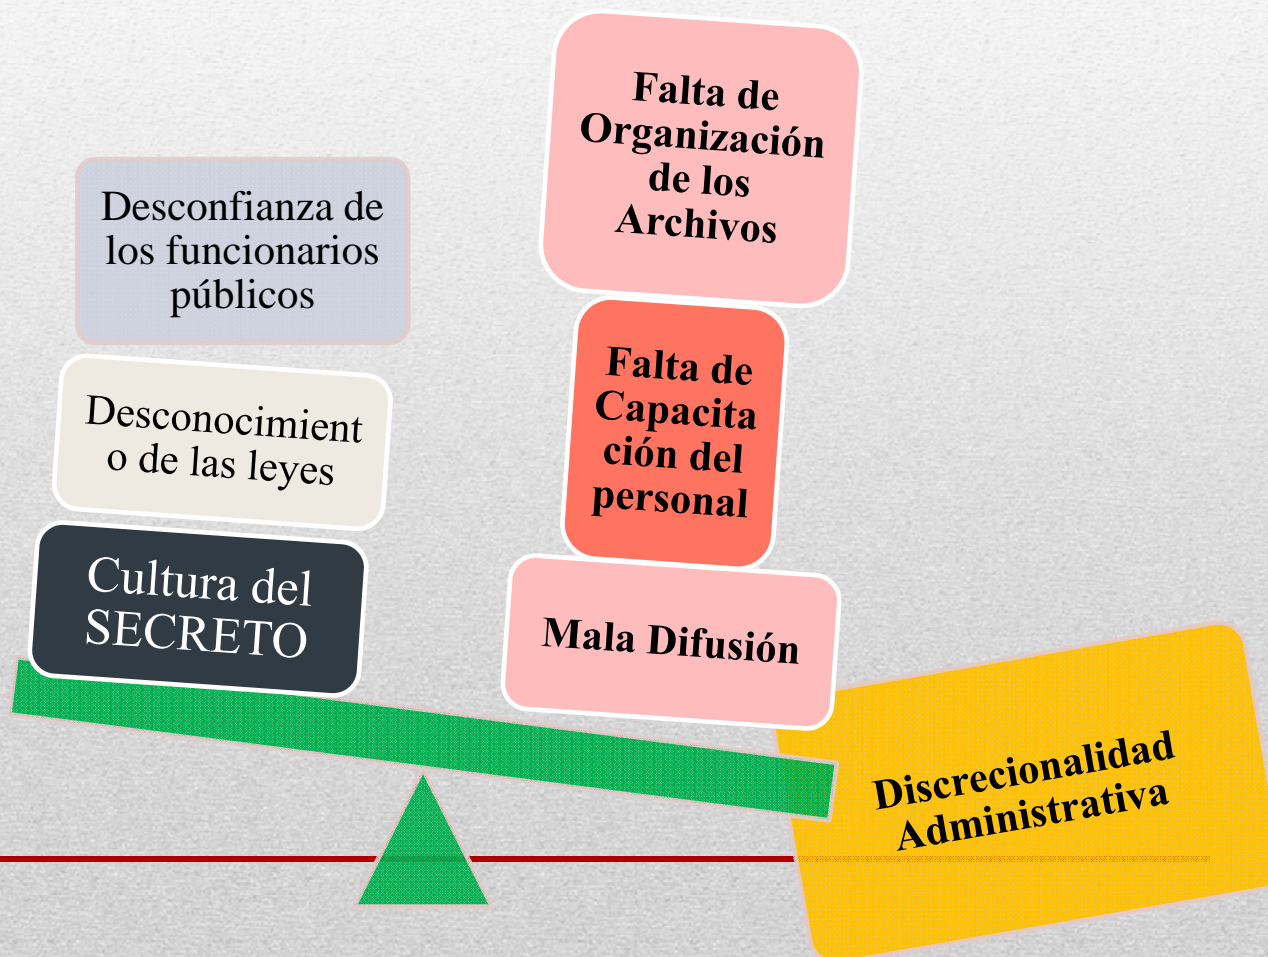 Desconfianza de
los funcionarios
públicos
Desconocimient
o de las leyes
Cultura del
SECRETO
Falta de
Organización
de los
Archivos
Falta de
Capacita
ción del
personal
Mala Difusión
Discrecionalidad
Administrativa